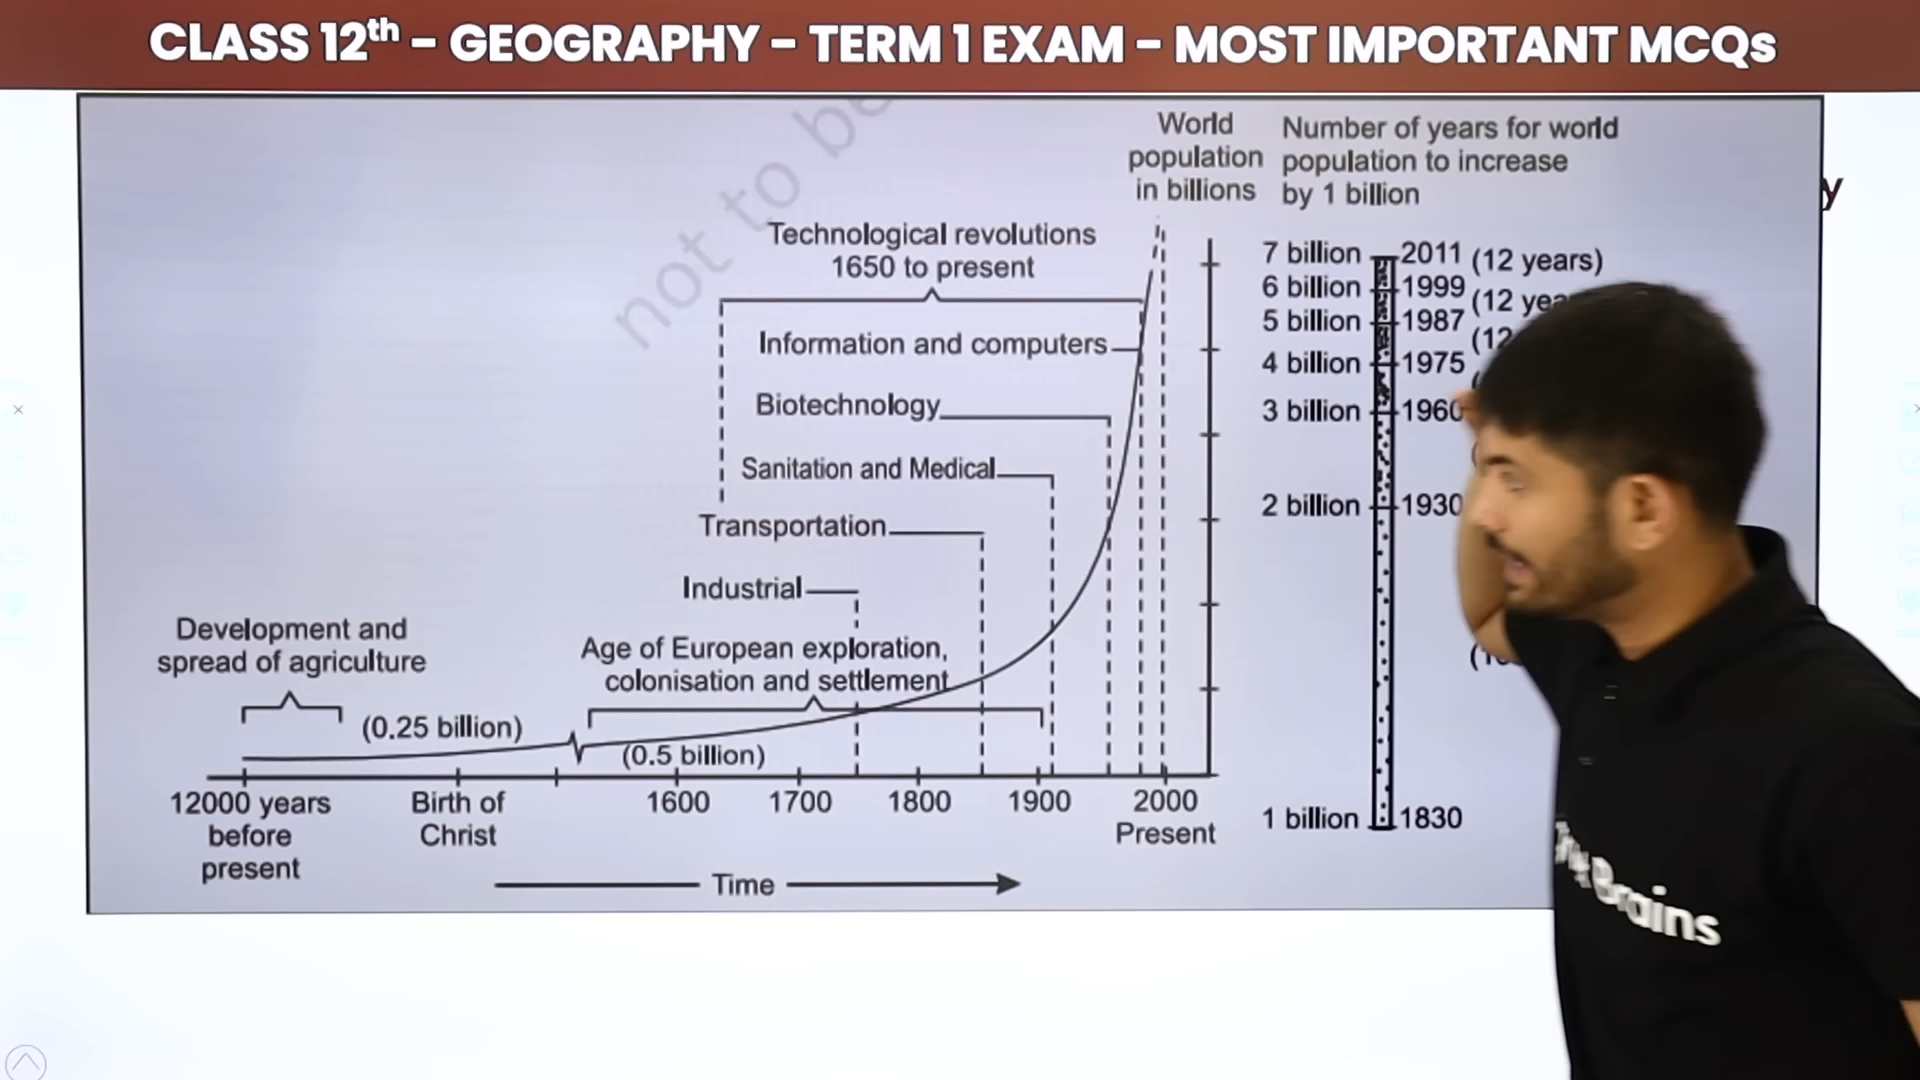 CLASS 12th – GEOGRAPHY – TERM 1 EXAM – MOST IMPORTANT MCQs
not to be
y
World
population
in billions
Number of years for world
population to increase
by 1 billion
Technological revolutions
1650 to present
Information and computers
Biotechnology
Sanitation and Medical
Transportation
Industrial
Age of European exploration,
colonisation and settlement
Development and
spread of agriculture
(0.25 billion)
(0.5 billion)
12000 years
before
present
Birth of
Christ
1600
1700
1800
1900
2000
Present
Time
7 billion 2011 (12 years)
6 billion 1999 (12
5 billion 1987 (12
4 billion 1975
3 billion 1960
2 billion 1930
1 billion 1830
Brains